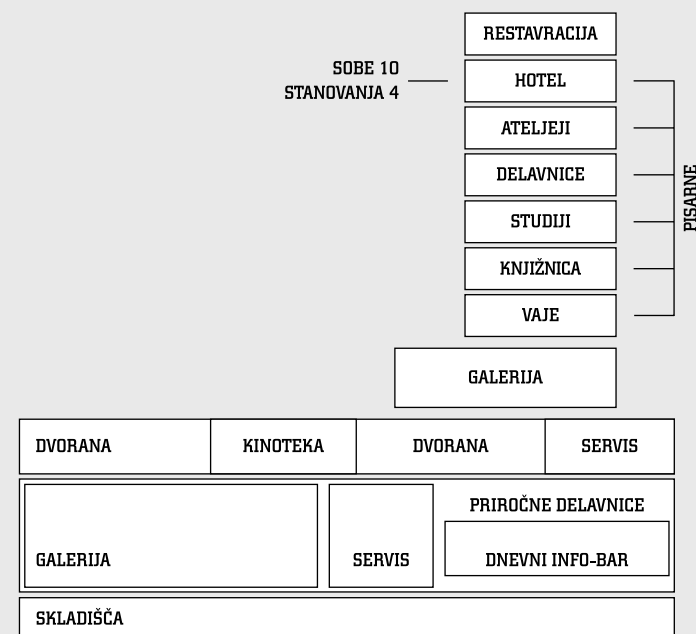 RESTAVRACIJA
SOBE 10
STANOVANJA 4
HOTEL
ATELJEJI
DELAVNICE
STUDIJI
KNJIŽNICA
VAJE
PISARNE
GALERIJA
DVORANA
KINOTEKA
DVORANA
SERVIS
PRIROČNE DELAVNICE
GALERIJA
SERVIS
DNEVNI INFO-BAR
SKLADIŠČA